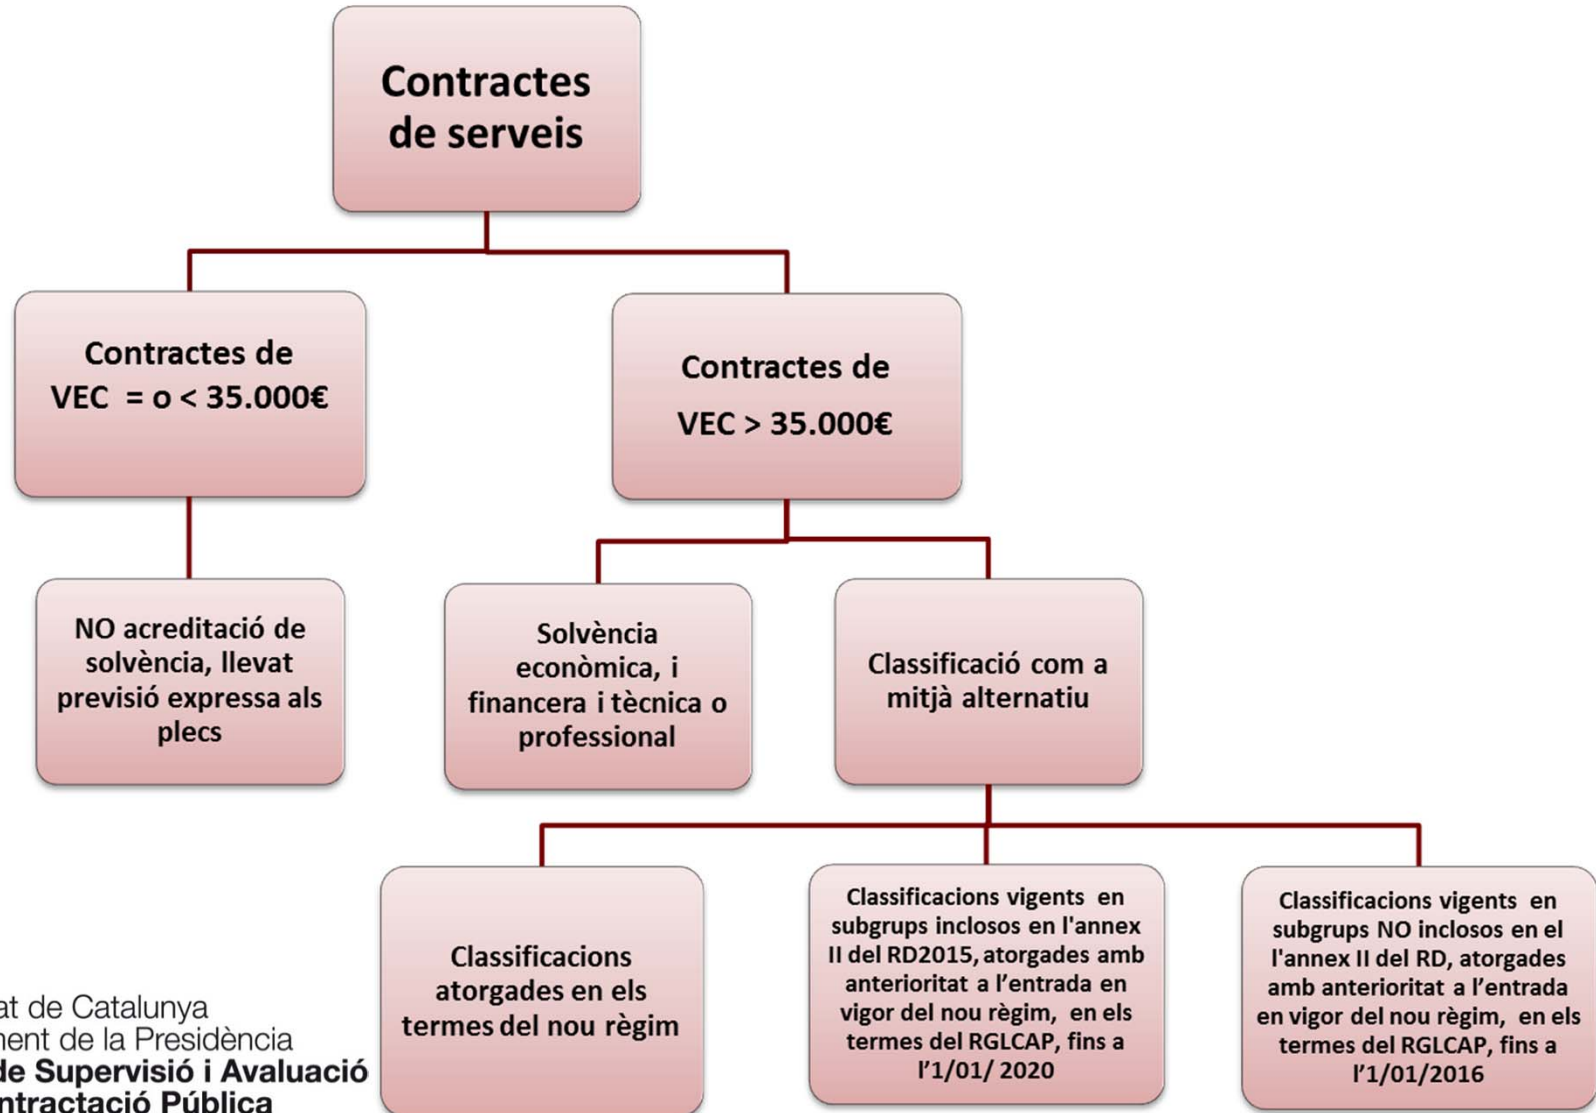 Contractes
de serveis
Contractes de
VEC = o < 35.000€
Contractes de
VEC > 35.000€
NO acreditació de
solvència, llevat
previsió expressa als
plecs
Solvència
econòmica, i
financera i tècnica o
professional
Classificació com a
mitjà alternatiu
Classificacions
atorgades en els
termes del nou règim
Classificacions vigents en
subgrups inclosos en l'annex
II del RD2015, atorgades amb
anterioritat a l'entrada en
vigor del nou règim, en els
termes del RGLCAP, fins a
l'1/01/ 2020
Classificacions vigents en
subgrups NO inclosos en el
l'annex II del RD, atorgades
amb anterioritat a l'entrada
en vigor del nou règim, en els
termes del RGLCAP, fins a
l'1/01/2016
at de Catalunya
ent de la Presidència
de Supervisió i Avaluació
ntractació Pública